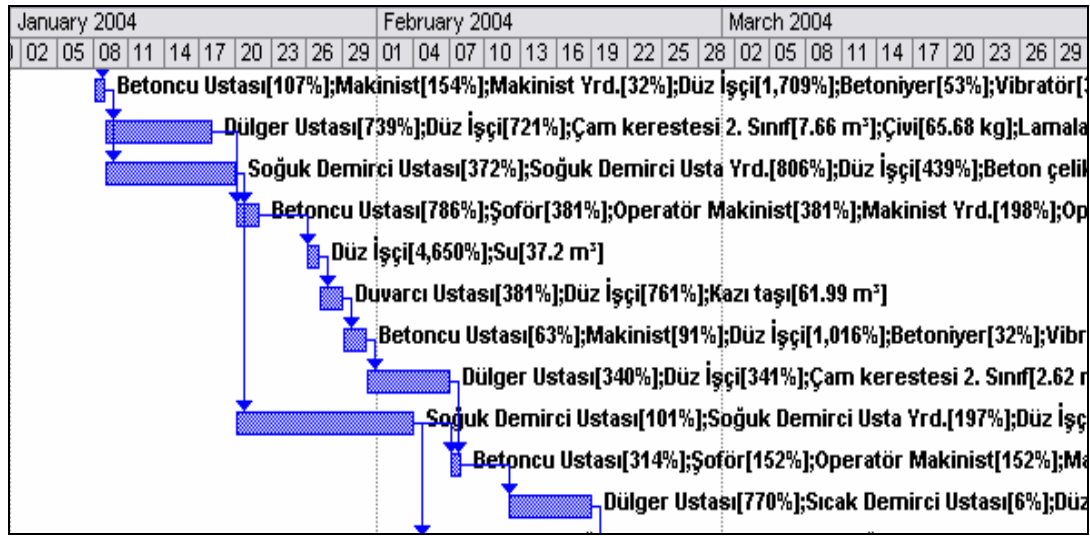 January 2004 February 2004 March 2004
02 05 08 11 14 17 20 23 26 29 01 04 07 10 13 16 19 22 25 28 02 05 08 11 14 17 20 23 26 29
Betoncu Ustası[107%];Makinist[154%];Makinist Yrd.[32%];Düz İşçi[1,709%];Betoniyer[53%];Vibratör[
Dülger Ustası[739%];Düz İşçi[721%];Çam kerestesi 2. Sınıf[7.66 m³];Çivi[65.68 kg];Lamala
Soğuk Demirci Ustası[372%];Soğuk Demirci Usta Yrd.[806%];Düz İşçi[439%];Beton çelik
Betoncu Ustası[786%];Şoför[381%];Operatör Makinist[381%];Makinist Yrd.[198%];Op
Düz İşçi[4,650%];Su[37.2 m³]
Duvarcı Ustası[381%];Düz İşçi[761%];Kazı taşı[61.99 m³]
Betoncu Ustası[63%];Makinist[91%];Düz İşçi[1,016%];Betoniyer[32%];Vibr
Dülger Ustası[340%];Düz İşçi[341%];Çam kerestesi 2. Sınıf[2.62
Soğuk Demirci Ustası[101%];Soğuk Demirci Usta Yrd.[197%];Düz İşç
Betoncu Ustası[314%];Şoför[152%];Operatör Makinist[152%];Ma
Dülger Ustası[770%];Sıcak Demirci Ustası[6%];Düz